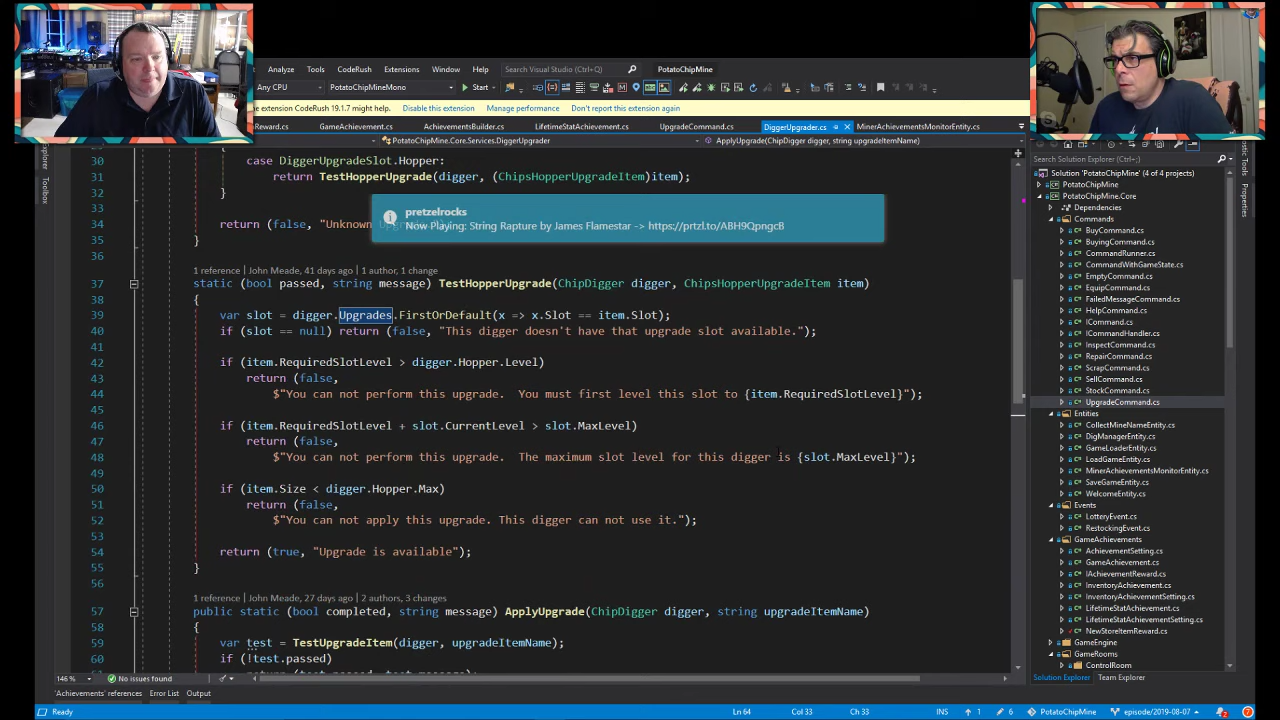 Analyze Tools CodeRush Extensions Window Help Search Visual Studio (Ctrl+Q) PotatoChipMine
Any CPU PotatoChipMineMono Start
he extension CodeRush 19.1.7 might help. Disable this extension Manage performance Don't report this extension
Reward.cs GameAchievement.cs AchievementsBuilder.cs LifetimeStatAchievement.cs UpgradeCommand.cs DiggerUpgrader.cs MinerAchievementsMonitorEntity.cs
PotatoChipMine.Core.Services.DiggerUpgrader ApplyUpgrade(ChipDigger digger, string upgradeItemName)
30 case DiggerUpgradeSlot.Hopper:
31 return TestHopperUpgrade(digger, (ChipsHopperUpgradeItem)item);
32 }
33
34 return (false, "Unknown
35 }
36
pretzelrocks
Now Playing: String Rapture by James Flamestar -> https://prtzl.to/ABH9QpngcB
1 reference | John Meade, 41 days ago | 1 author, 1 change
37 static (bool passed, string message) TestHopperUpgrade(ChipDigger digger, ChipsHopperUpgradeItem item)
38 {
39 var slot = digger.Upgrades.FirstOrDefault(x => x.Slot == item.Slot);
40 if (slot == null) return (false, "This digger doesn't have that upgrade slot available.");
41
42 if (item.RequiredSlotLevel > digger.Hopper.Level)
43 return (false,
44 $"You can not perform this upgrade.  You must first level this slot to {item.RequiredSlotLevel}");
45
46 if (item.RequiredSlotLevel + slot.CurrentLevel > slot.MaxLevel)
47 return (false,
48 $"You can not perform this upgrade.  The maximum slot level for this digger is {slot.MaxLevel}");
49
50 if (item.Size < digger.Hopper.Max)
51 return (false,
52 $"You can not apply this upgrade. This digger can not use it.");
53
54 return (true, "Upgrade is available");
55 }
56
1 reference | John Meade, 27 days ago | 2 authors, 3 changes
57 public static (bool completed, string message) ApplyUpgrade(ChipDigger digger, string upgradeItemName)
58 {
59 var test = TestUpgradeItem(digger, upgradeItemName);
60 if (!test.passed)
146 % No issues found
'Achievements' references Error List Output
Ready Ln 64 Col 33 Ch 33 INS 1 6 PotatoChipMine episode/2019-08-07 2 7
Toolbox
Search Solution Explorer (Ctrl+;)
Solution 'PotatoChipMine' (4 of 4 projects)
PotatoChipMine
PotatoChipMine.Core
Dependencies
Commands
BuyCommand.cs
BuyingCommand.cs
CommandRunner.cs
CommandWithGameState.cs
EmptyCommand.cs
EquipCommand.cs
FailedMessageCommand.cs
HelpCommand.cs
ICommand.cs
ICommandHandler.cs
InspectCommand.cs
RepairCommand.cs
SellCommand.cs
StockCommand.cs
UpgradeCommand.cs
Entities
CollectMineNameEntity.cs
DigManagerEntity.cs
GameLoaderEntity.cs
LoadGameEntity.cs
MinerAchievementsMonitorEntity.cs
SaveGameEntity.cs
WelcomeEntity.cs
Events
LotteryEvent.cs
RestockingEvent.cs
GameAchievements
AchievementSetting.cs
GameAchievement.cs
IAchievementReward.cs
InventoryAchievement.cs
InventoryAchievementSetting.cs
LifetimeStatAchievement.cs
LifetimeStatAchievementSetting.cs
NewStoreItemReward.cs
GameEngine
GameRooms
ControlRoom
Solution Explorer Team Explorer
Properties